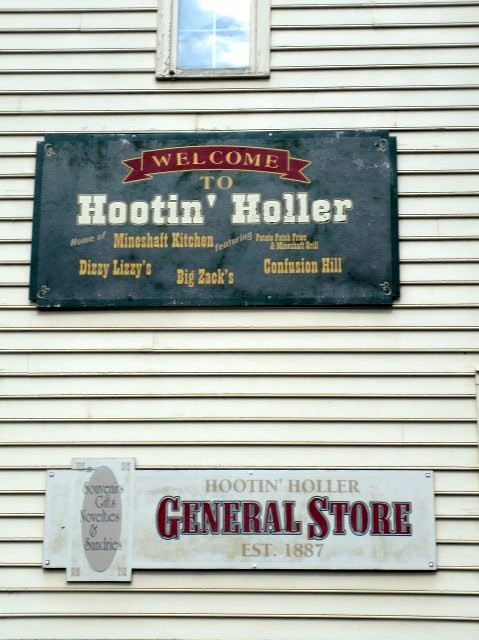 WELCOME
TO
Hootin' Holler
Home of Mineshaft Kitchen featuring Potato Patch Fries
& Mineshaft Grill
Dizzy Lizzy's Big Zack's Confusion Hill
HOOTIN' HOLLER
GENERAL STORE
EST. 1887
Souvenirs
Gifts
Novelties
&
Sundries